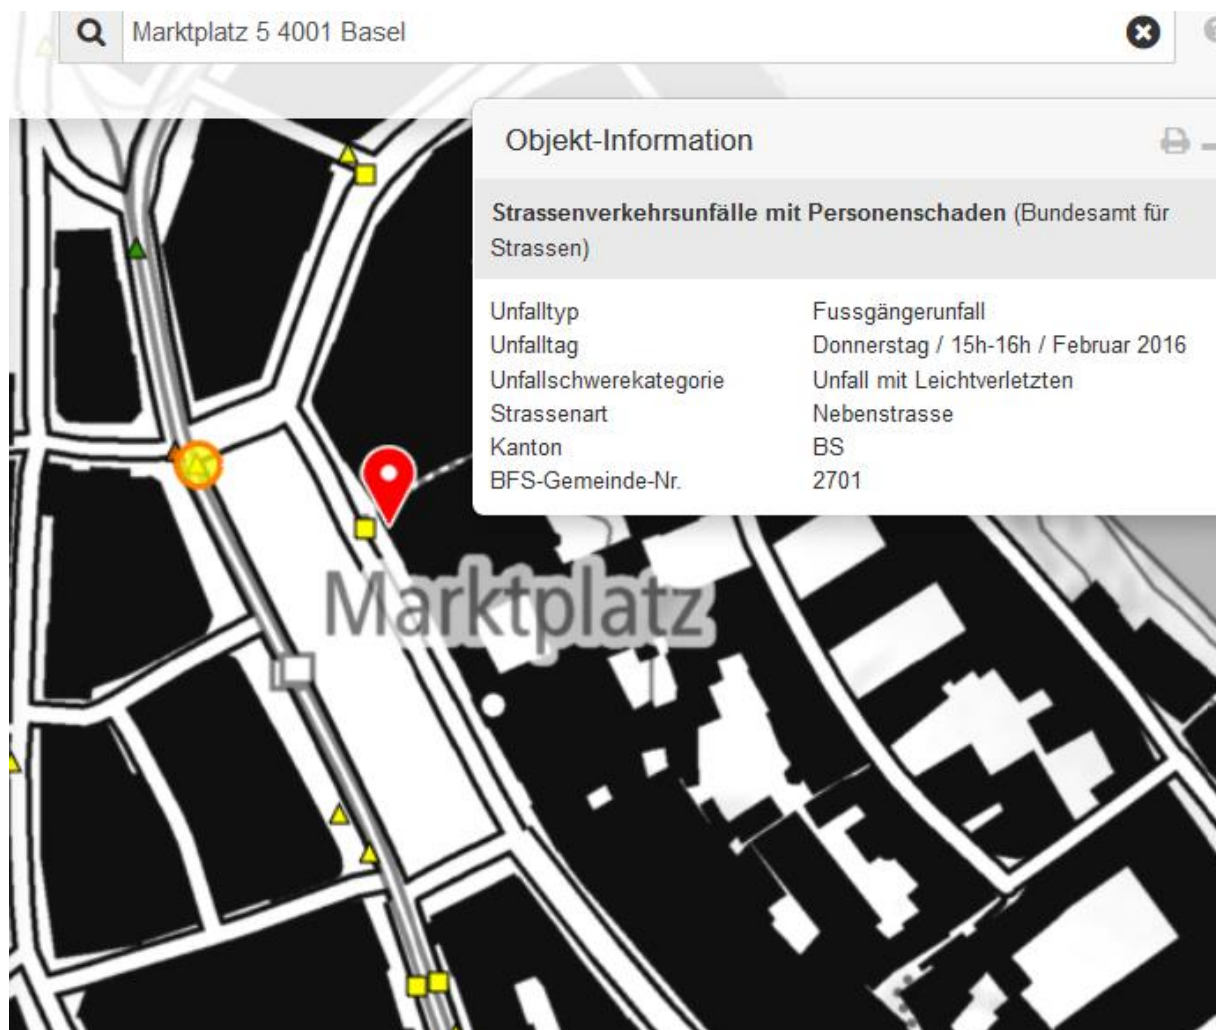 Marktplatz 5 4001 Basel
Objekt-Information
Strassenverkehrsunfälle mit Personenschaden (Bundesamt für
Strassen)
Unfalltyp Fussgängerunfall
Unfalltag Donnerstag / 15h-16h / Februar 2016
Unfallschwerekategorie Unfall mit Leichtverletzten
Strassenart Nebenstrasse
Kanton BS
BFS-Gemeinde-Nr. 2701
Marktplatz